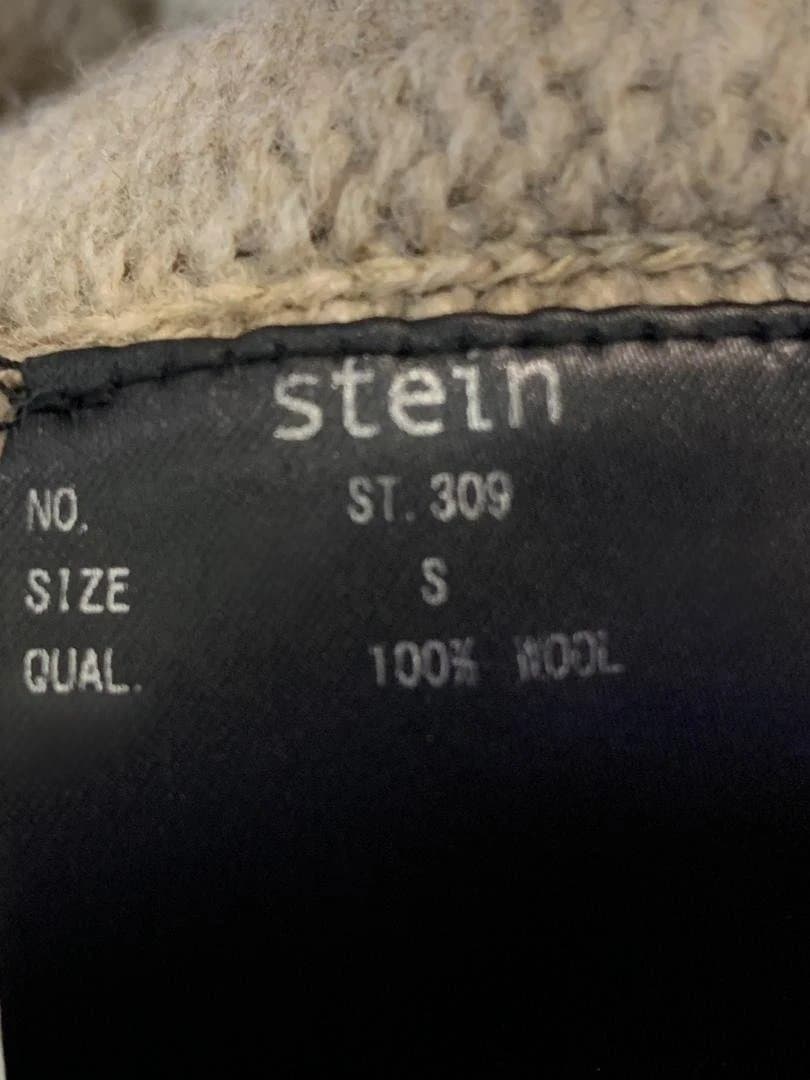 stein
NO. ST. 309
SIZE S
QUAL. 100% WOOL